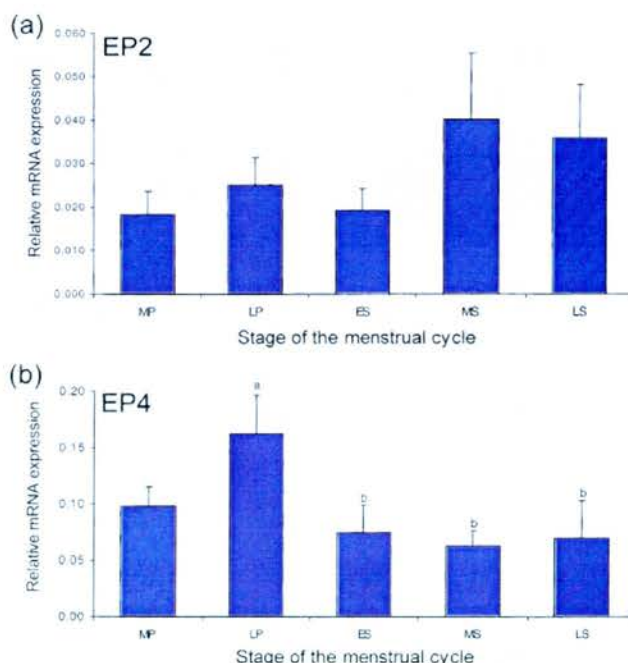 (a)
EP2
Relative mRNA expression
0.060
0.050
0.040
0.030
0.020
0.010
0.000
MP LP ES MS LS
Stage of the menstrual cycle
(b)
EP4
Relative mRNA expression
0.20
0.15
0.10
0.05
0.00
a
b
b
b
MP LP ES MS LS
Stage of the menstrual cycle